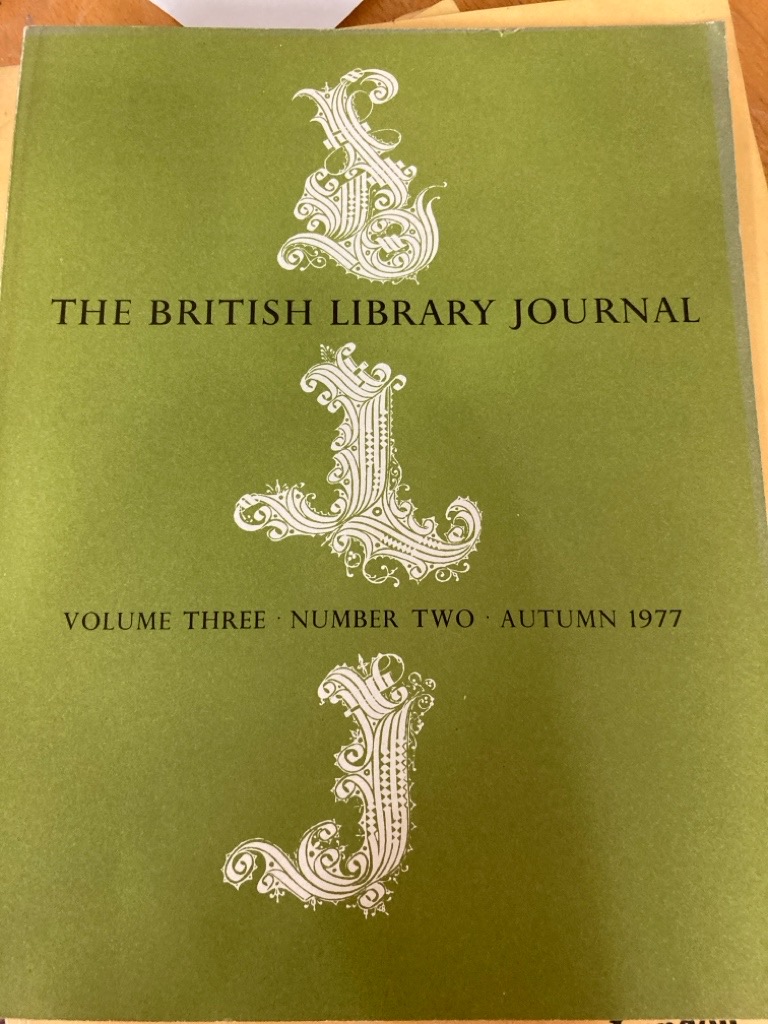 B
THE BRITISH LIBRARY JOURNAL
L
VOLUME THREE · NUMBER TWO · AUTUMN 1977
J